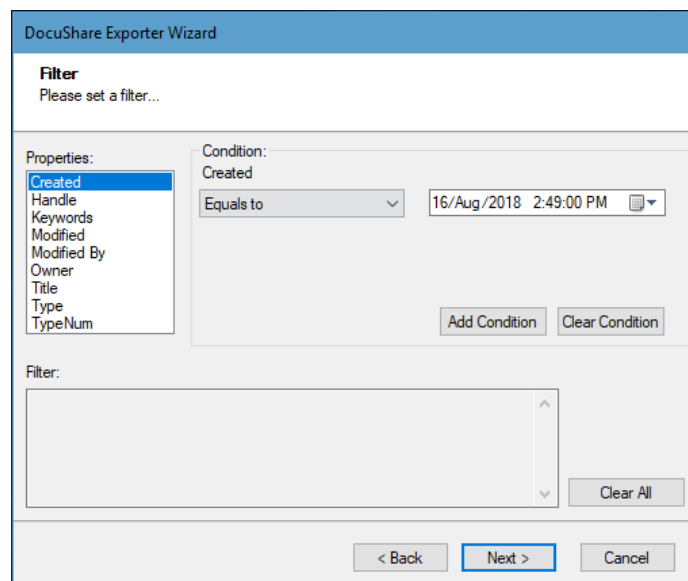 DocuShare Exporter Wizard
Filter
Please set a filter...
Properties:
Created
Handle
Keywords
Modified
Modified By
Owner
Title
Type
TypeNum
Condition:
Created
Equals to
16/Aug/2018 2:49:00 PM
Add Condition
Clear Condition
Filter:
Clear All
< Back
Next >
Cancel